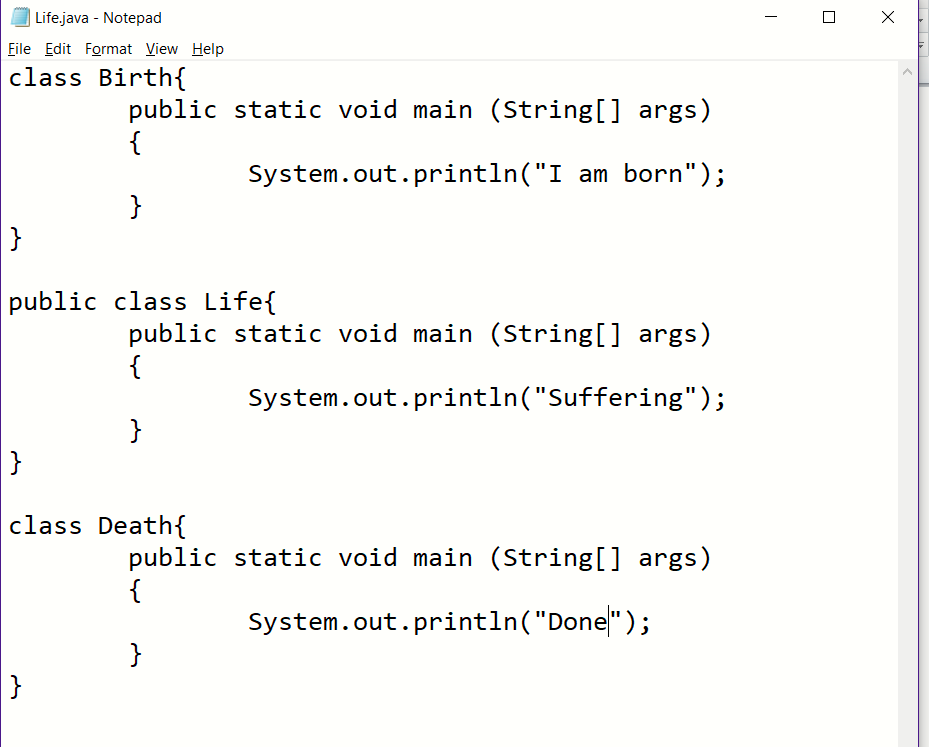 Life.java - Notepad
File Edit Format View Help
class Birth{
public static void main (String[] args)
{
System.out.println("I am born");
}
}
public class Life{
public static void main (String[] args)
{
System.out.println("Suffering");
}
}
class Death{
public static void main (String[] args)
{
System.out.println("Done");
}
}